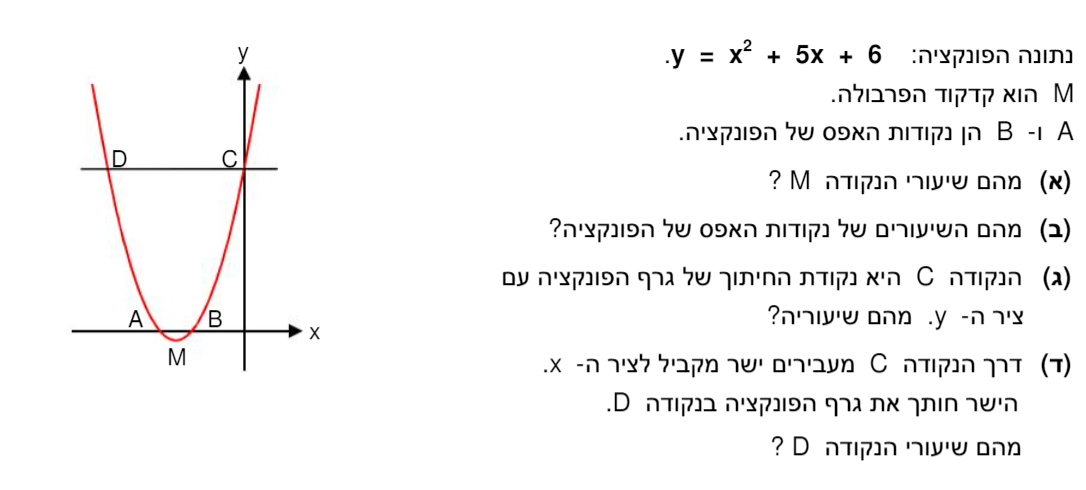 נתונה הפונקציה: y = x² + 5x + 6.
M הוא קדקוד הפרבולה.
A ו- B הן נקודות האפס של הפונקציה.
(א) מהם שיעורי הנקודה M ?
(ב) מהם השיעורים של נקודות האפס של הפונקציה?
(ג) הנקודה C היא נקודת החיתוך של גרף הפונקציה עם
ציר ה- y. מהם שיעוריה?
(ד) דרך הנקודה C מעבירים ישר מקביל לציר ה- x.
הישר חותך את גרף הפונקציה בנקודה D.
מהם שיעורי הנקודה D ?
y
D C
A B x
M